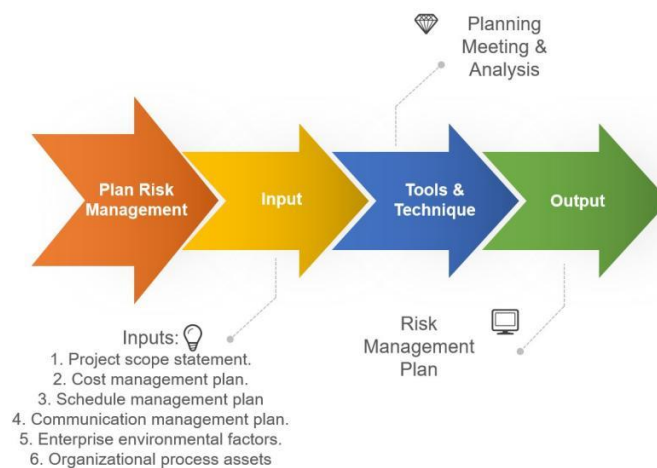 Planning
Meeting &
Analysis
Plan Risk
Management
Input
Tools &
Technique
Output
Inputs:
1. Project scope statement.
2. Cost management plan.
3. Schedule management plan
4. Communication management plan.
5. Enterprise environmental factors.
6. Organizational process assets
Risk
Management
Plan